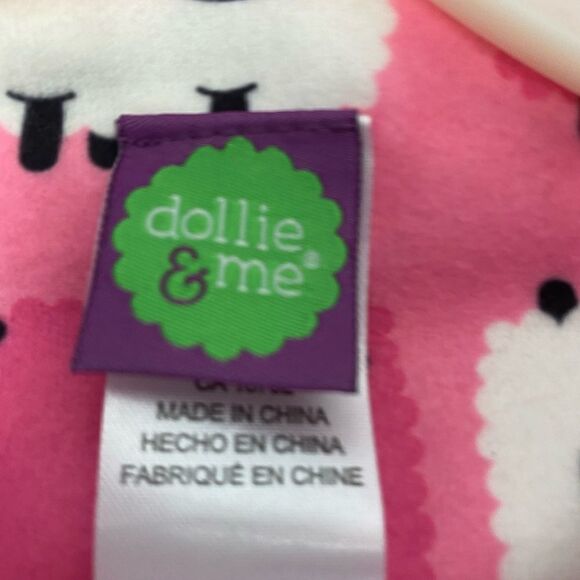 dollie
& me®
MADE IN CHINA
HECHO EN CHINA
FABRIQUÉ EN CHINE